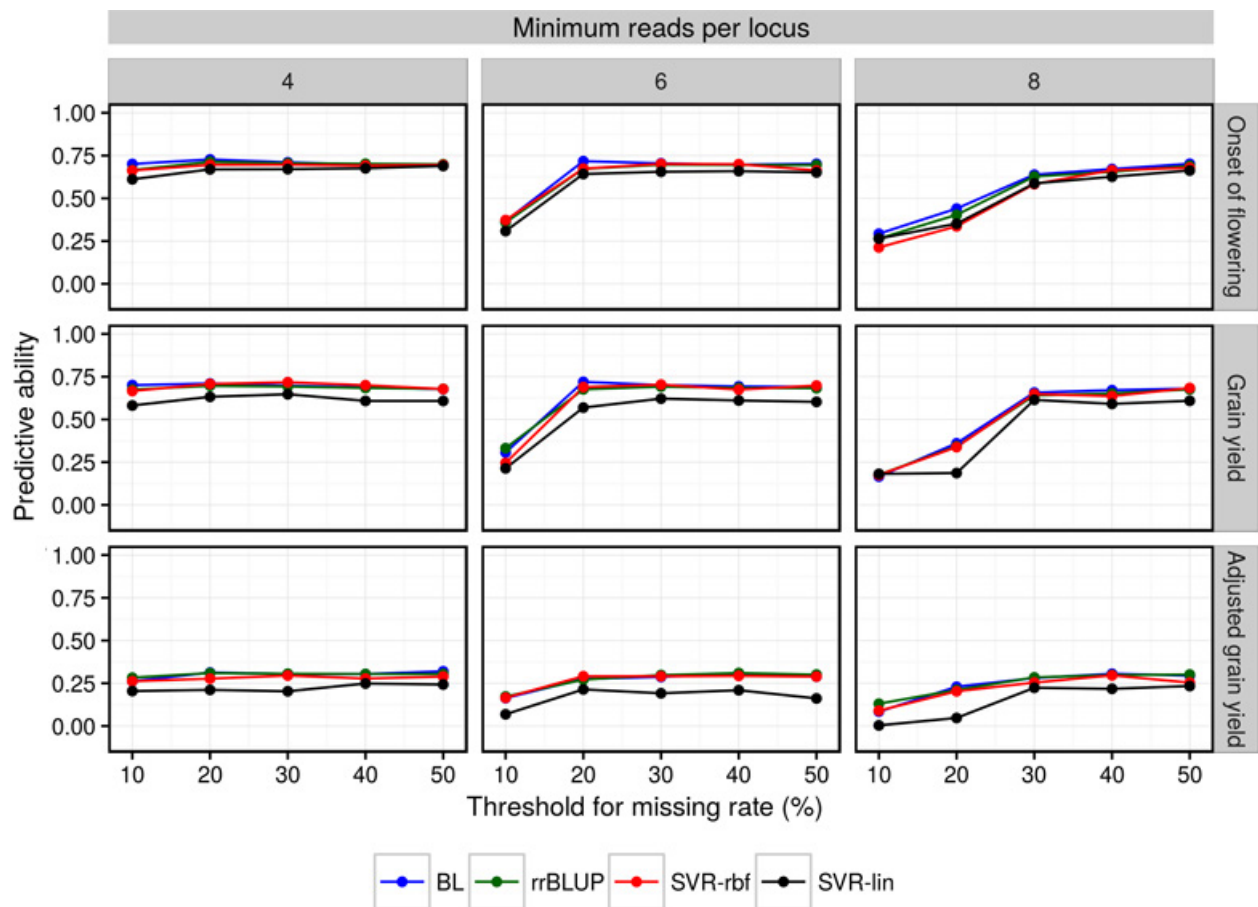 Minimum reads per locus
4 6 8
1.00
0.75
0.50
0.25
0.00
Onset of flowering
1.00
0.75
0.50
0.25
0.00
Grain yield
1.00
0.75
0.50
0.25
0.00
Adjusted grain yield
Predictive ability
10 20 30 40 50 10 20 30 40 50 10 20 30 40 50
Threshold for missing rate (%)
BL rrBLUP SVR-rbf SVR-lin